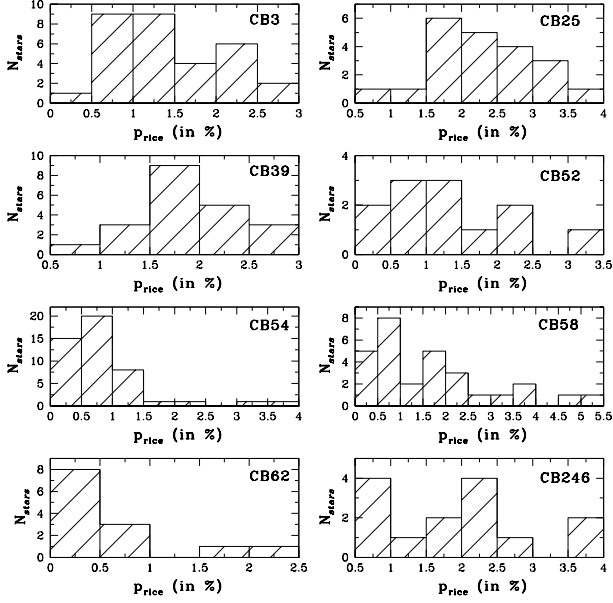 CB3
N_stars
10
8
6
4
2
0
0 0.5 1 1.5 2 2.5 3
p_rice (in %)
CB25
N_stars
6
4
2
0
0.5 1 1.5 2 2.5 3 3.5 4
p_rice (in %)
CB39
N_stars
10
8
6
4
2
0
0.5 1 1.5 2 2.5 3
p_rice (in %)
CB52
N_stars
4
2
0
0 0.5 1 1.5 2 2.5 3 3.5
p_rice (in %)
CB54
N_stars
20
15
10
5
0
0 0.5 1 1.5 2 2.5 3 3.5 4
p_rice (in %)
CB58
N_stars
8
6
4
2
0
0 0.5 1 1.5 2 2.5 3 3.5 4 4.5 5 5.5
p_rice (in %)
CB62
N_stars
8
6
4
2
0
0 0.5 1 1.5 2 2.5
p_rice (in %)
CB246
N_stars
4
2
0
0.5 1 1.5 2 2.5 3 3.5 4
p_rice (in %)